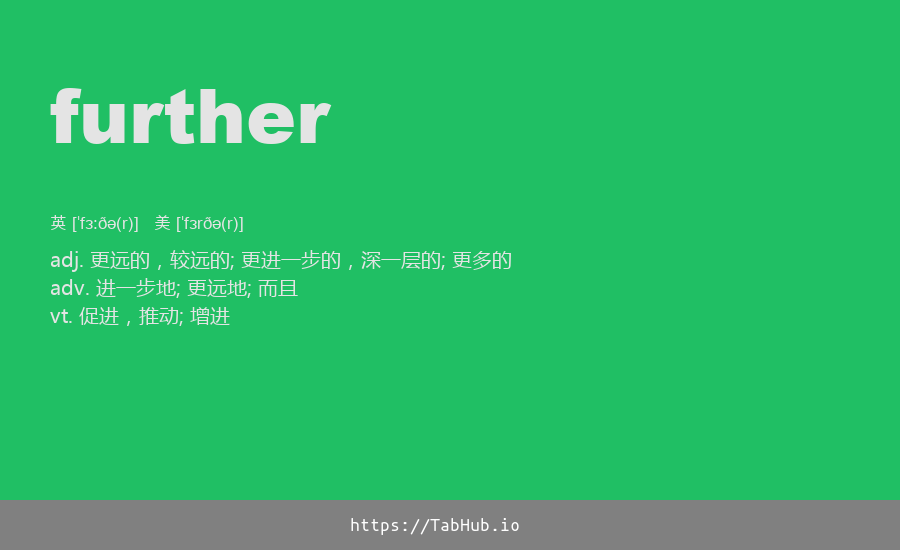 further
英 [ˈfɜːðə(r)] 美 [ˈfɜrðə(r)]
adj. 更远的，较远的; 更进一步的，深一层的; 更多的
adv. 进一步地; 更远地; 而且
vt. 促进，推动; 增进
https://TabHub.io